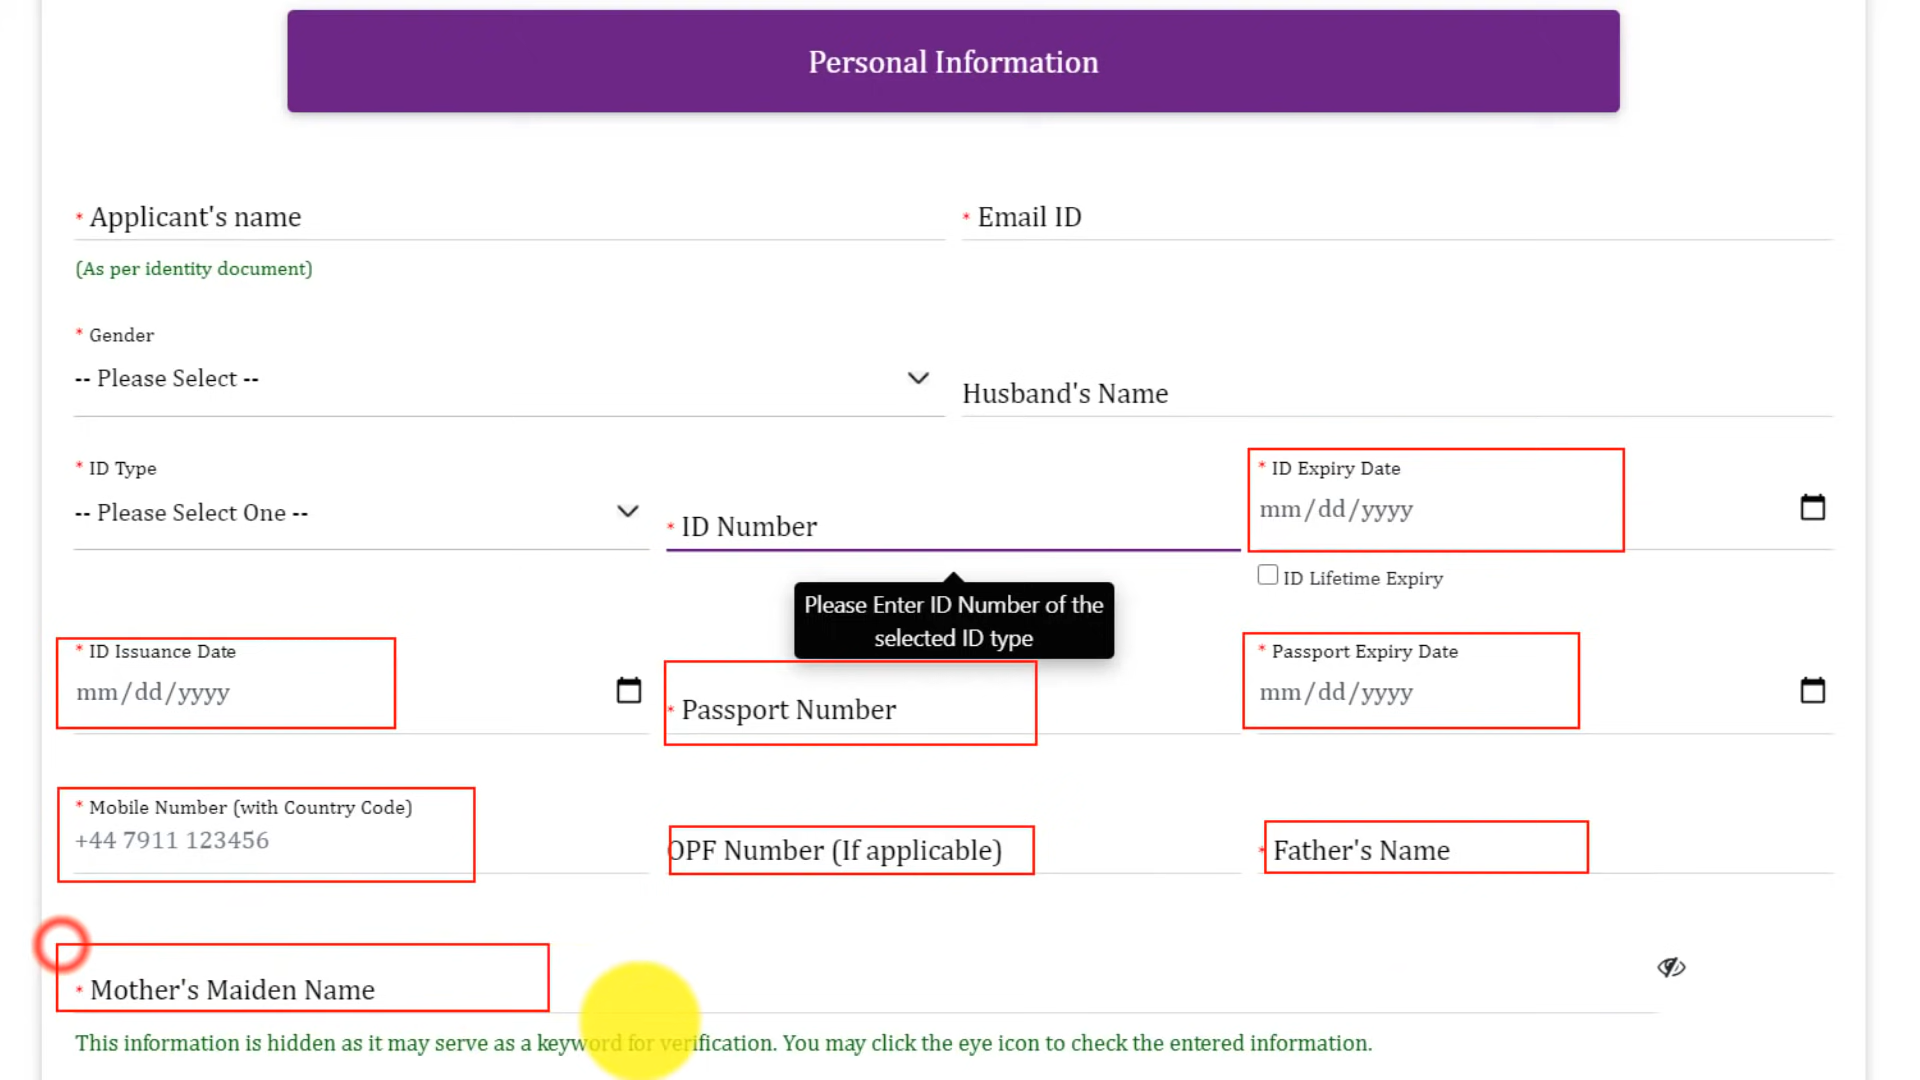 Personal Information
* Applicant's name
* Email ID
(As per identity document)
* Gender
-- Please Select --
Husband's Name
* ID Type
-- Please Select One --
* ID Number
* ID Expiry Date
mm/dd/yyyy
ID Lifetime Expiry
Please Enter ID Number of the
selected ID type
* ID Issuance Date
mm/dd/yyyy
* Passport Number
* Passport Expiry Date
mm/dd/yyyy
* Mobile Number (with Country Code)
+44 7911 123456
OPF Number (If applicable)
* Father's Name
* Mother's Maiden Name
This information is hidden as it may serve as a keyword for verification. You may click the eye icon to check the entered information.